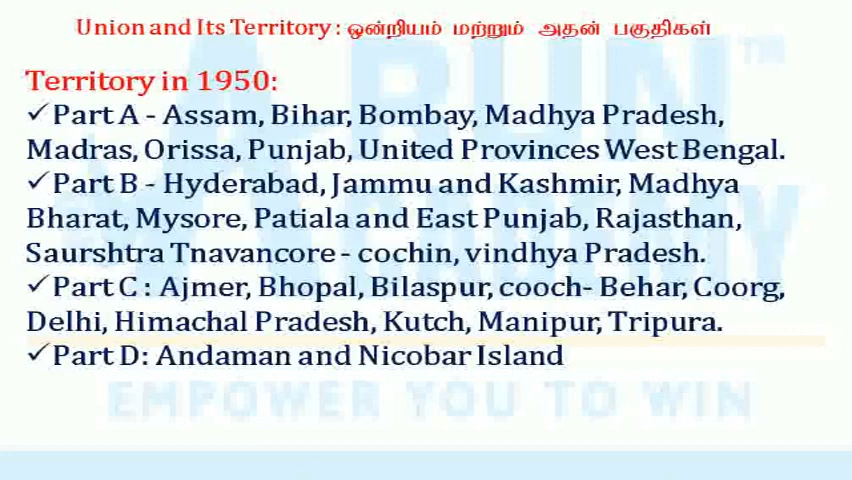 Union and Its Territory : ஒன்றியம் மற்றும் அதன் பகுதிகள்
Territory in 1950:
✓Part A - Assam, Bihar, Bombay, Madhya Pradesh,
Madras, Orissa, Punjab, United Provinces West Bengal.
✓Part B - Hyderabad, Jammu and Kashmir, Madhya
Bharat, Mysore, Patiala and East Punjab, Rajasthan,
Saurshtra Tnavancore - cochin, vindhya Pradesh.
✓Part C : Ajmer, Bhopal, Bilaspur, cooch- Behar, Coorg,
Delhi, Himachal Pradesh, Kutch, Manipur, Tripura.
✓Part D: Andaman and Nicobar Island
ARUN TM
ACADEMY
EMPOWER YOU TO WIN